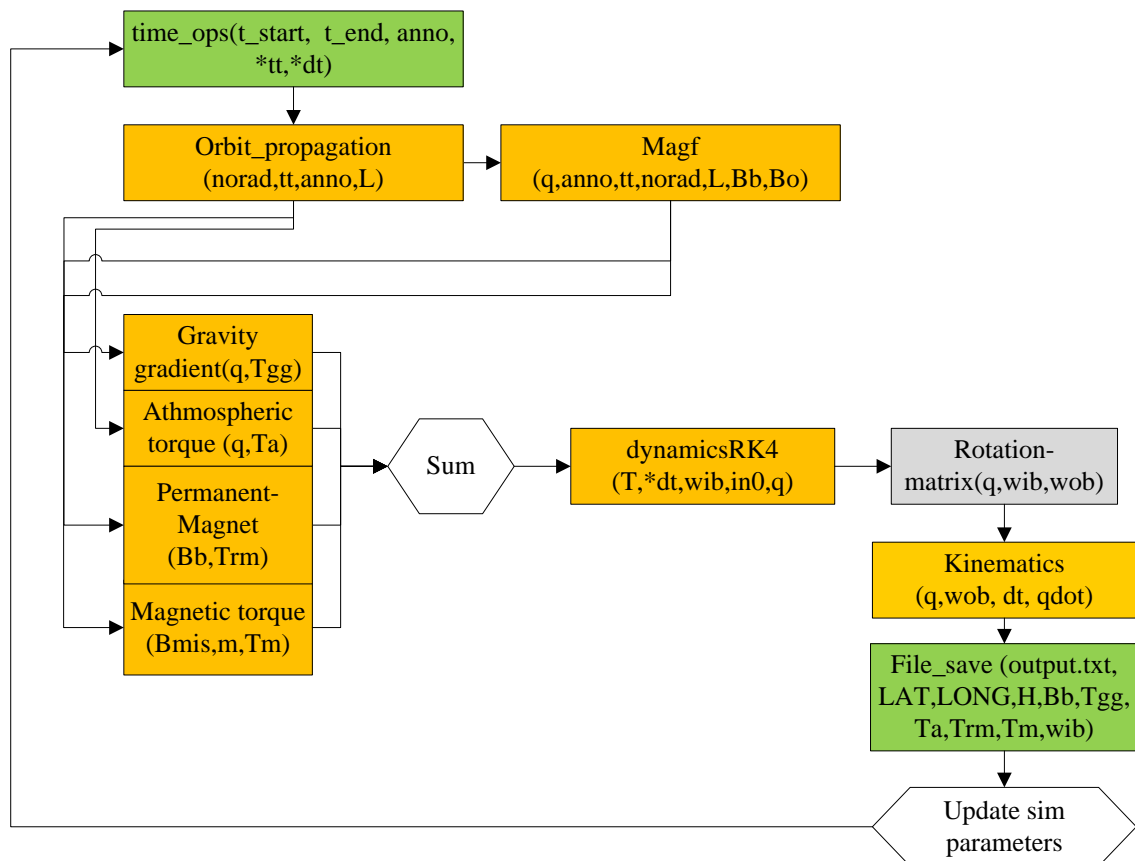 time_ops(t_start, t_end, anno,
*tt,*dt)
Orbit_propagation
(norad,tt,anno,L)
Magf
(q,anno,tt,norad,L,Bb,Bo)
Gravity
gradient(q,Tgg)
Athmospheric
torque (q,Ta)
Permanent-
Magnet
(Bb,Trm)
Magnetic torque
(Bmis,m,Tm)
Sum
dynamicsRK4
(T,*dt,wib,in0,q)
Rotation-
matrix(q,wib,wob)
Kinematics
(q,wob, dt, qdot)
File_save (output.txt,
LAT,LONG,H,Bb,Tgg,
Ta,Trm,Tm,wib)
Update sim
parameters